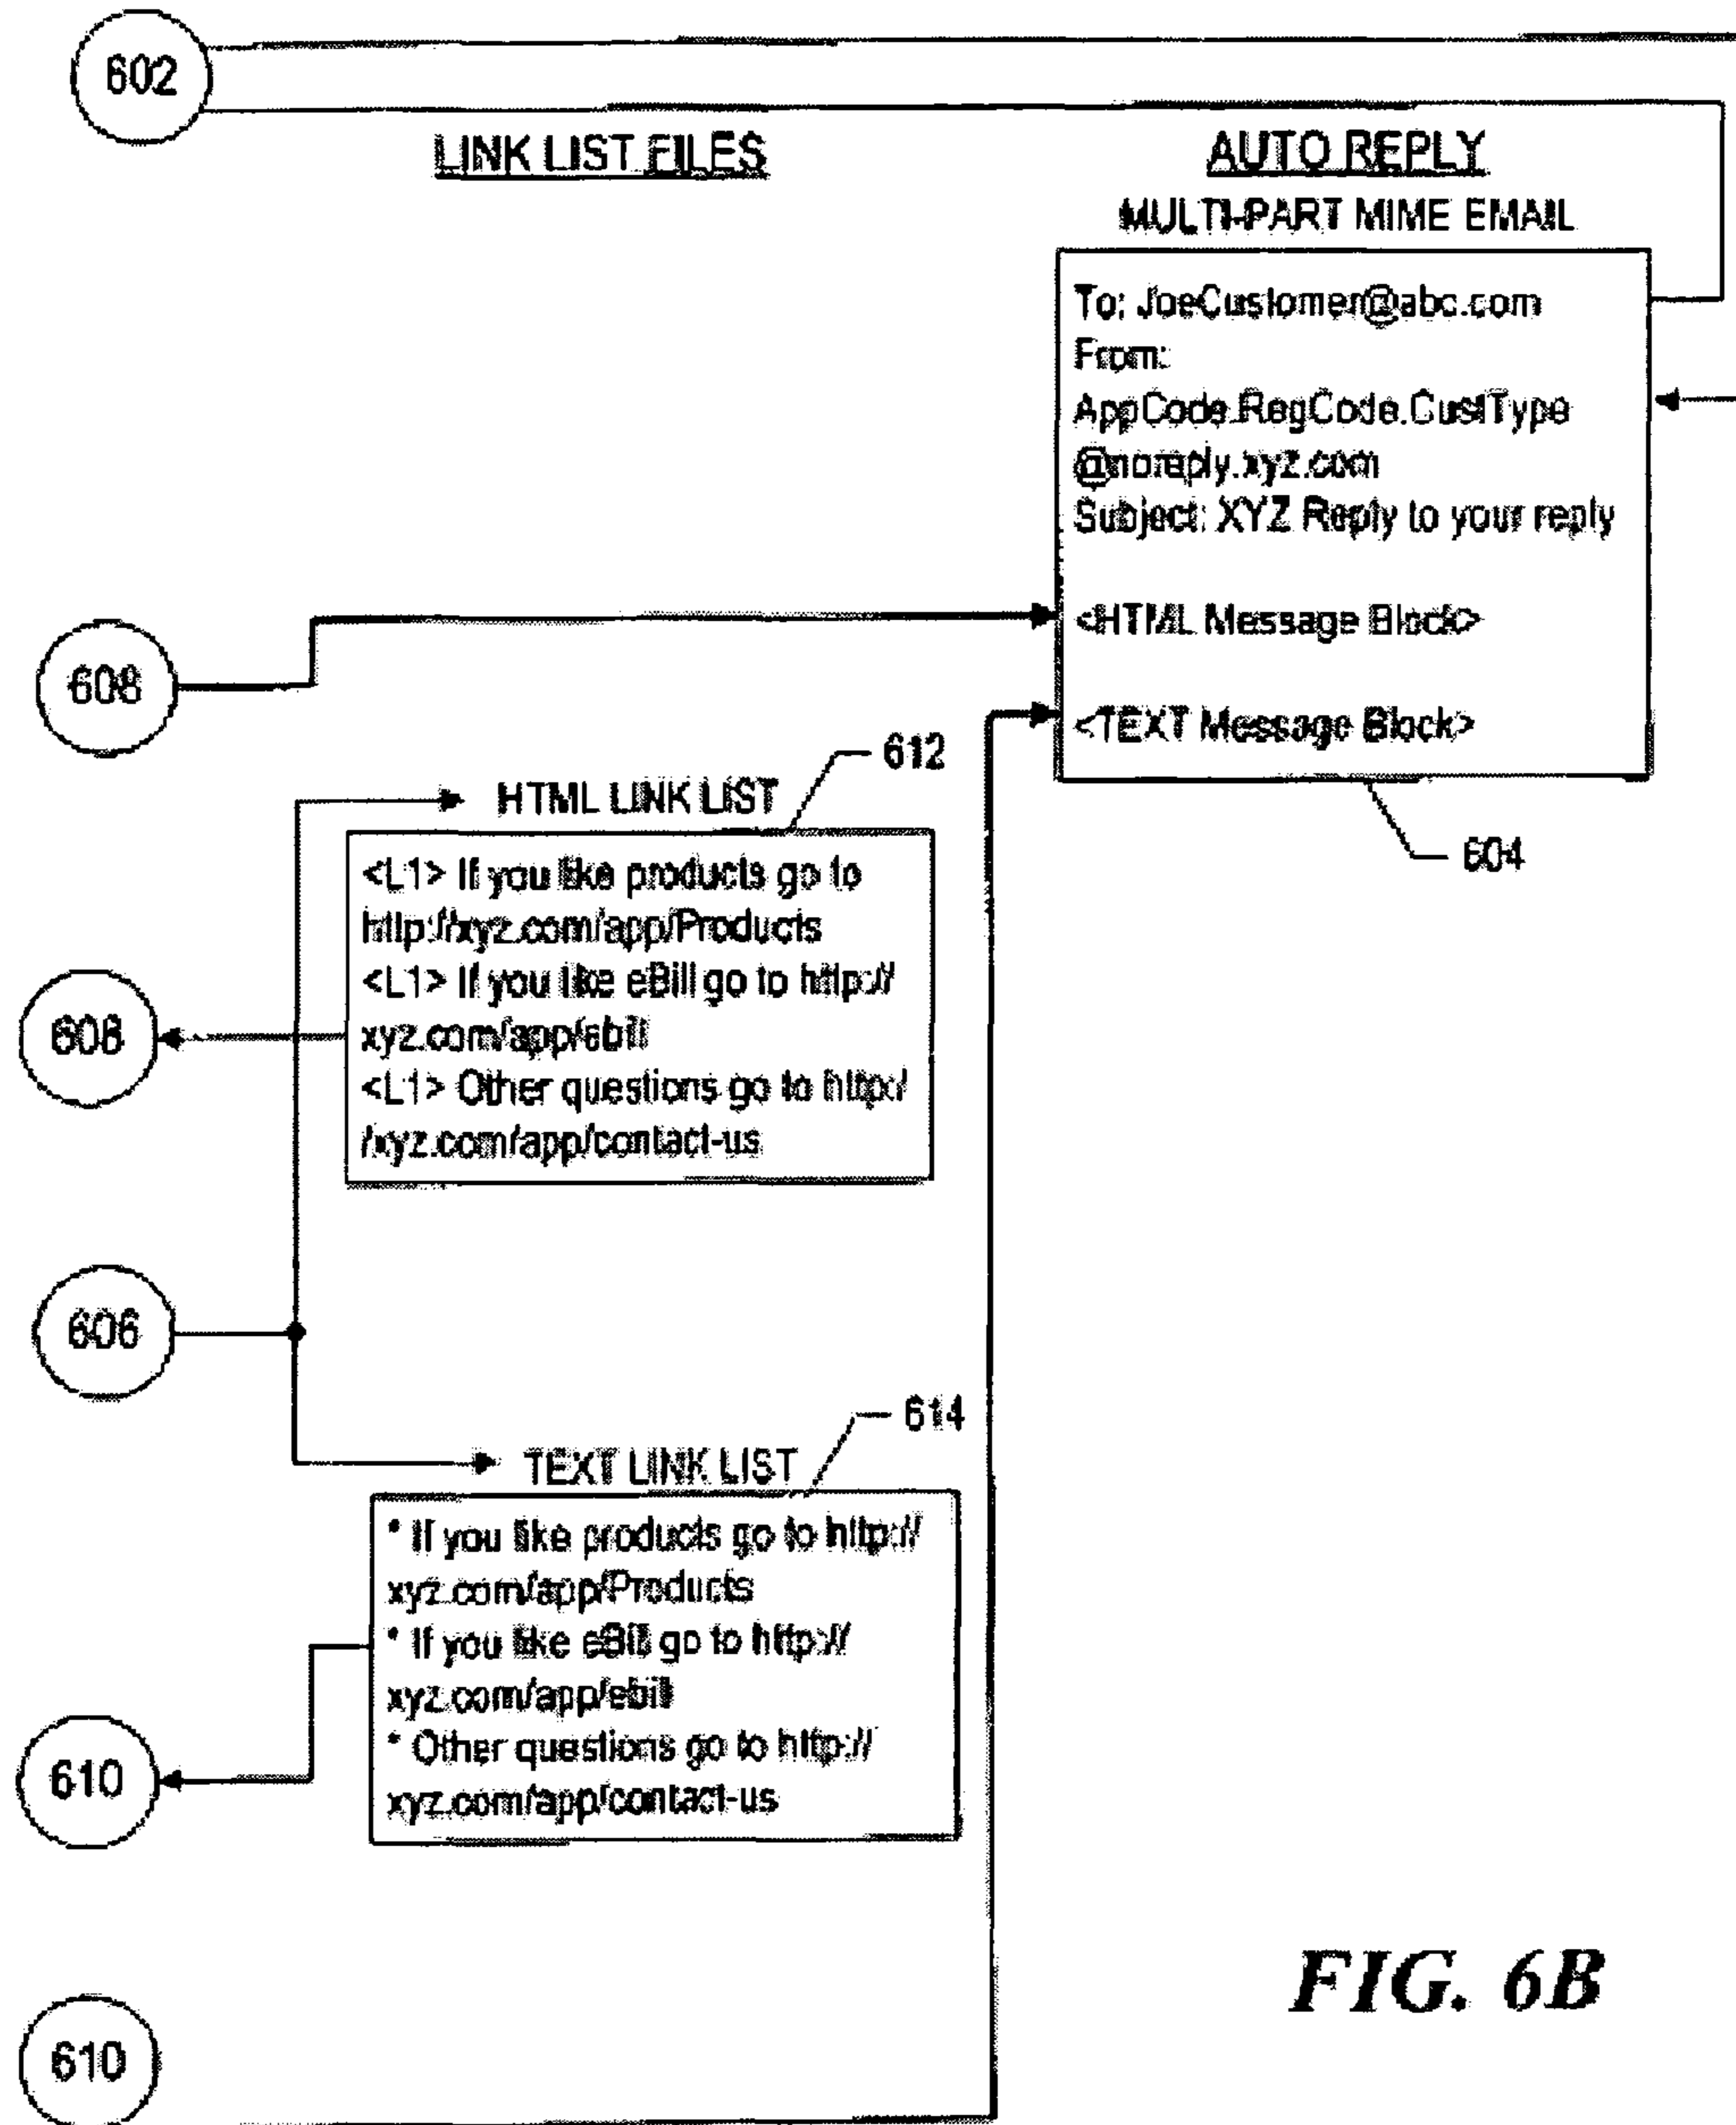 602
LINK LIST FILES
AUTO REPLY
MULTI-PART MIME EMAIL
To: JoeCustomer@abc.com
From:
AppCode.RegCode.CustType
@noreply.xyz.com
Subject: XYZ Reply to your reply
<HTML Message Block>
<TEXT Message Block>
604
608
612
HTML LINK LIST
<L1> If you like products go to
http://xyz.com/app/Products
<L1> If you like eBill go to http://
xyz.com/app/ebill
<L1> Other questions go to http:/
/xyz.com/app/contact-us
608
606
614
TEXT LINK LIST
* If you like products go to http://
xyz.com/app/Products
* If you like eBill go to http://
xyz.com/app/ebill
* Other questions go to http://
xyz.com/app/contact-us
610
610
FIG. 6B